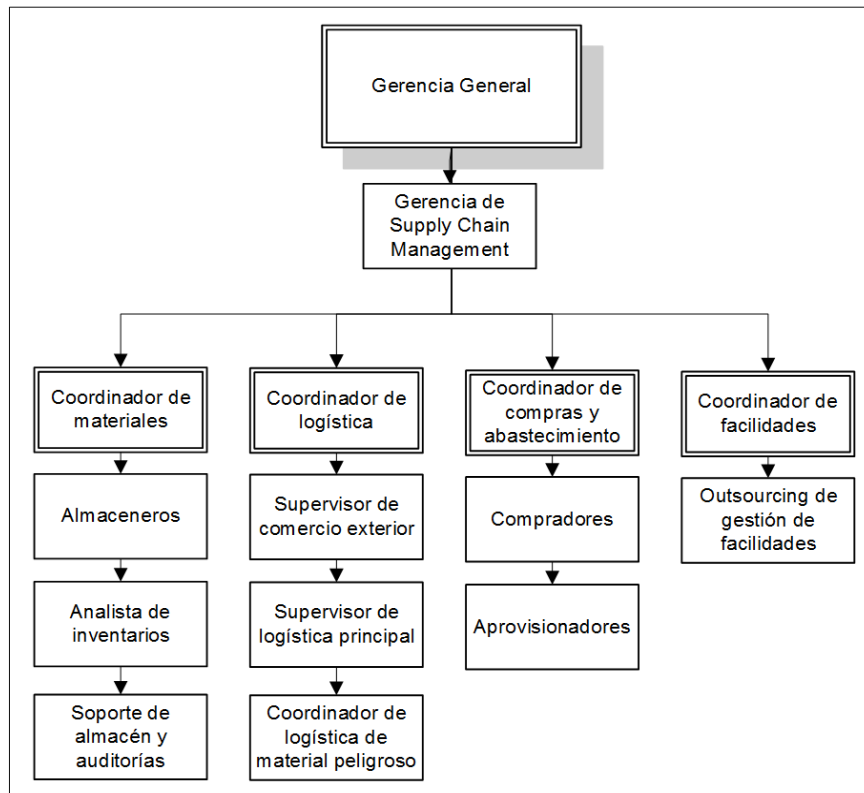 Gerencia General
Gerencia de
Supply Chain
Management
Coordinador de
materiales
Almaceneros
Analista de
inventarios
Soporte de
almacén y
auditorías
Coordinador de
logística
Supervisor de
comercio exterior
Supervisor de
logística principal
Coordinador de
logística de
material peligroso
Coordinador de
compras y
abastecimiento
Compradores
Aprovisionadores
Coordinador de
facilidades
Outsourcing de
gestión de
facilidades